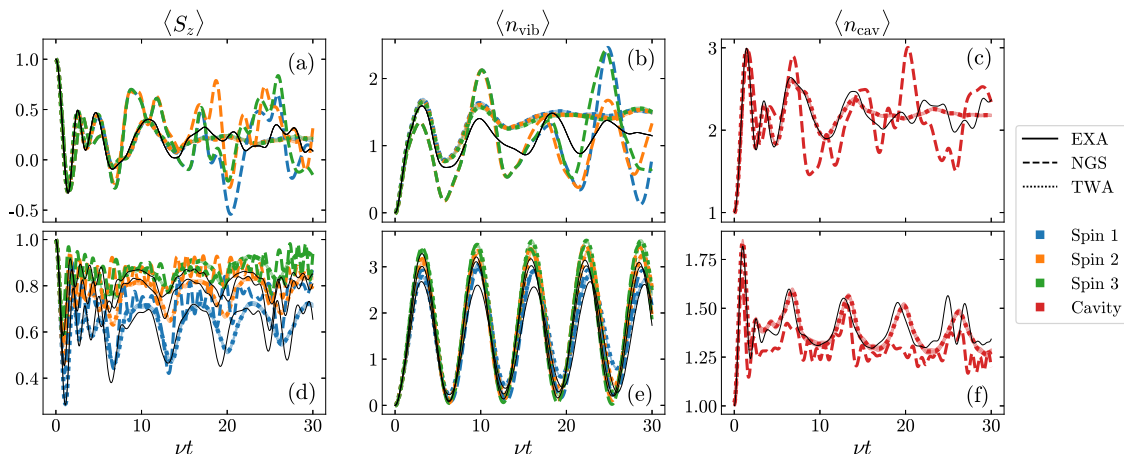 ⟨S_z⟩
⟨n_vib⟩
⟨n_cav⟩
1.0
0.5
0.0
-0.5
(a)
2
1
0
(b)
3
2
1
(c)
EXA
NGS
TWA
Spin 1
Spin 2
Spin 3
Cavity
1.0
0.8
0.6
0.4
(d)
0 10 20 30
νt
3
2
1
0
(e)
0 10 20 30
νt
1.75
1.50
1.25
1.00
(f)
0 10 20 30
νt